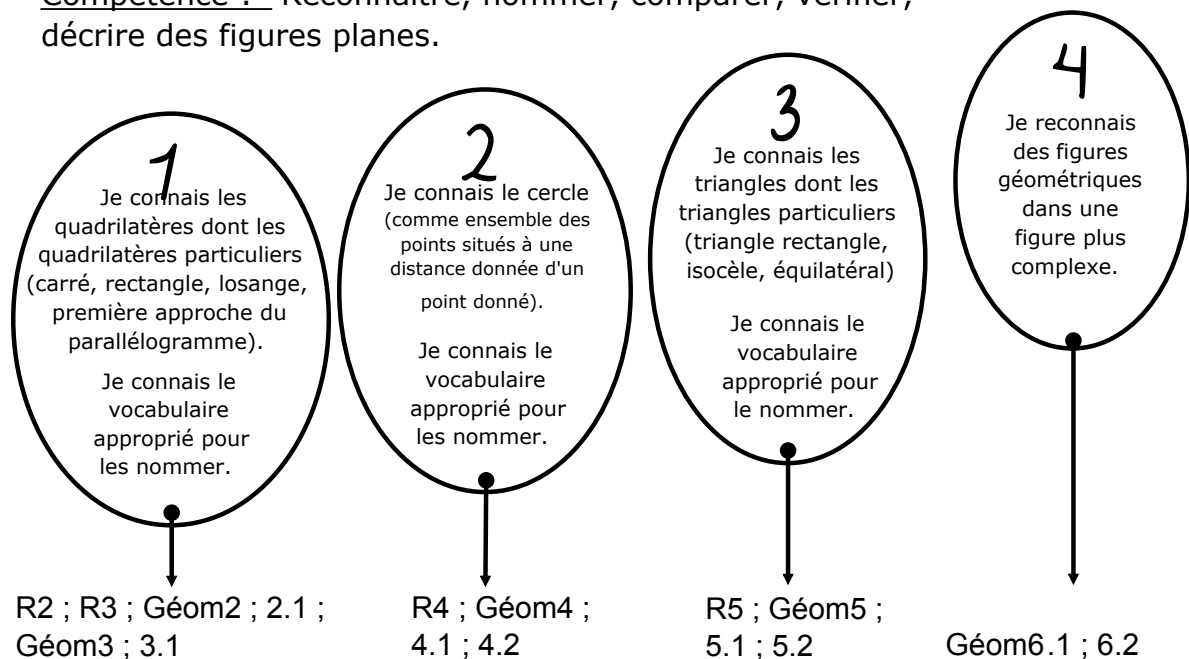 Compétence : Reconnaître, nommer, comparer, vérifier,
décrire des figures planes.
1
Je connais les
quadrilatères dont les
quadrilatères particuliers
(carré, rectangle, losange,
première approche du
parallélogramme).
Je connais le
vocabulaire
approprié pour
les nommer.
R2 ; R3 ; Géom2 ; 2.1 ;
Géom3 ; 3.1
2
Je connais le cercle
(comme ensemble des
points situés à une
distance donnée d'un
point donné).
Je connais le
vocabulaire
approprié pour
les nommer.
R4 ; Géom4 ;
4.1 ; 4.2
3
Je connais les
triangles dont les
triangles particuliers
(triangle rectangle,
isocèle, équilatéral)
Je connais le
vocabulaire
approprié pour
le nommer.
R5 ; Géom5 ;
5.1 ; 5.2
4
Je reconnais
des figures
géométriques
dans une
figure plus
complexe.
Géom6.1 ; 6.2